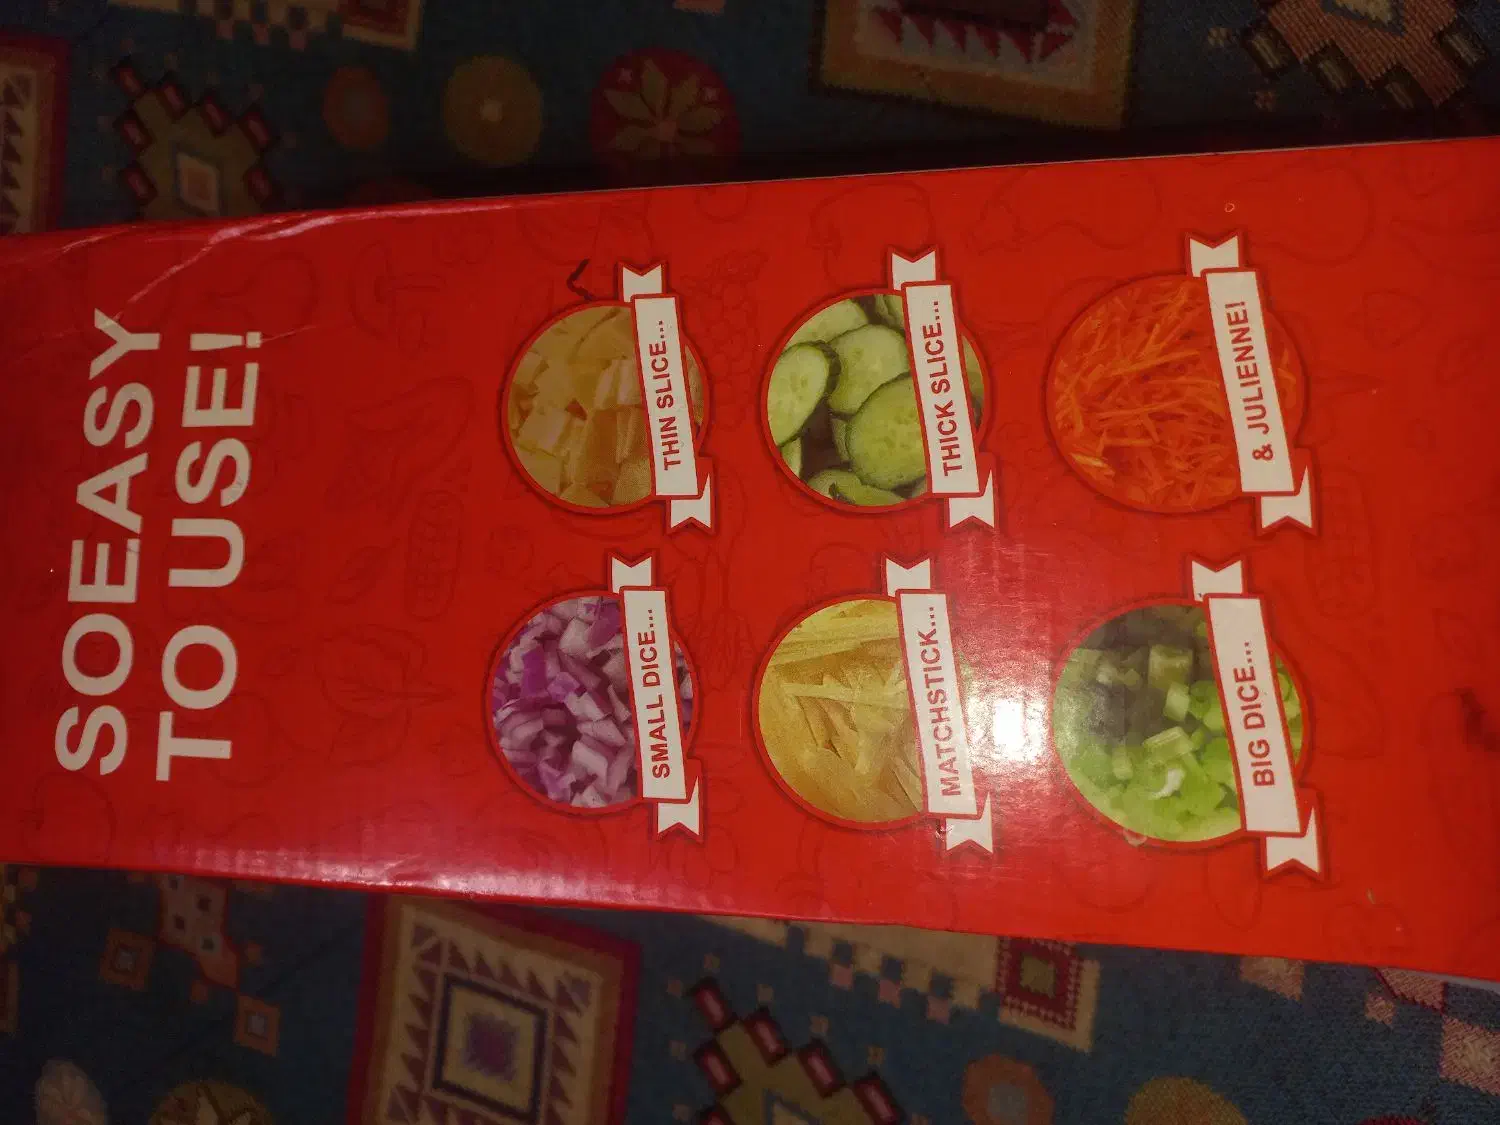 SOEASY
TO USE!
SMALL DICE...
THIN SLICE...
MATCHSTICK...
THICK SLICE...
BIG DICE...
& JULIENNE!